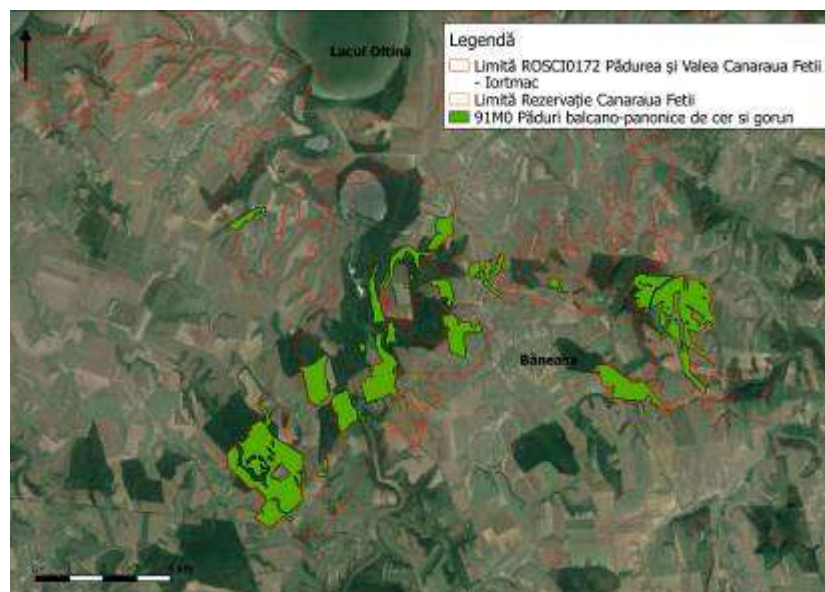 Lacul Oltina
Legendă
Limită ROSCI0172 Pădurea și Valea Canaraua Fetii
- Iortmac
Limită Rezervație Canaraua Fetii
91M0 Păduri balcano-panonice de cer si gorun
Băneasa